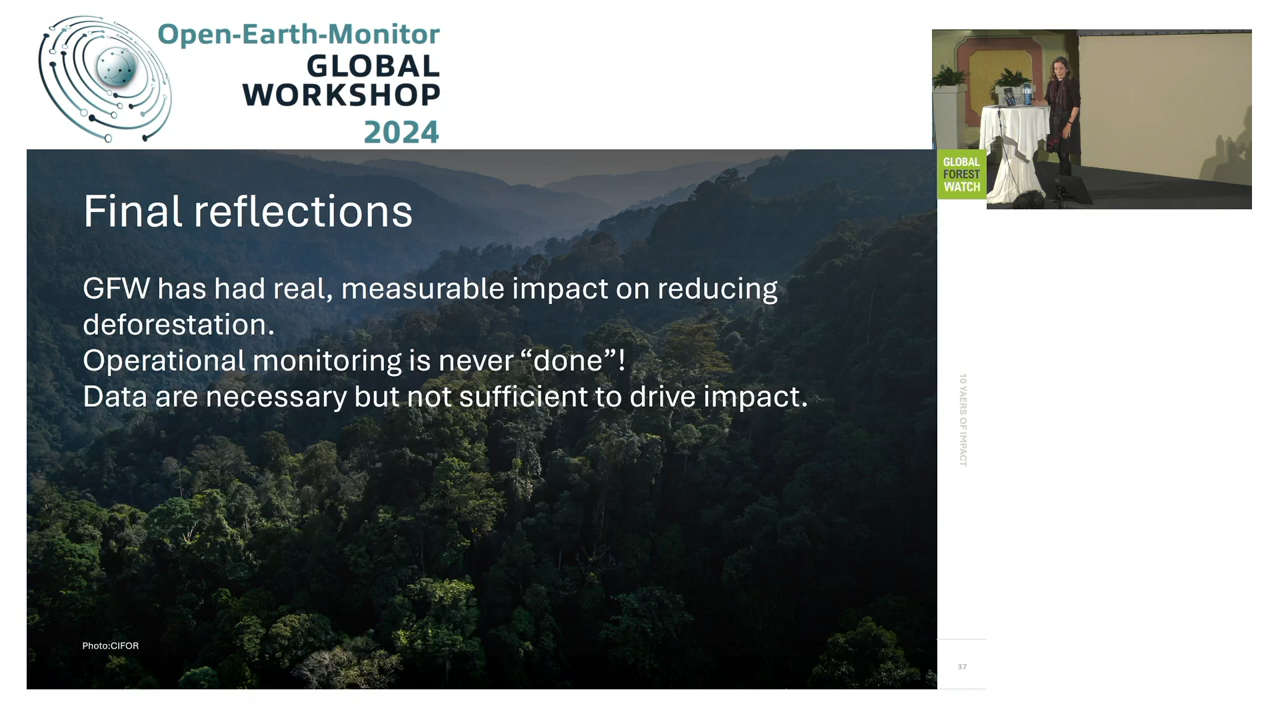 Open-Earth-Monitor
GLOBAL
WORKSHOP
2024
GLOBAL
FOREST
WATCH
Final reflections
GFW has had real, measurable impact on reducing
deforestation.
Operational monitoring is never “done”!
Data are necessary but not sufficient to drive impact.
10 YAERS OF IMPACT
Photo:CIFOR
37